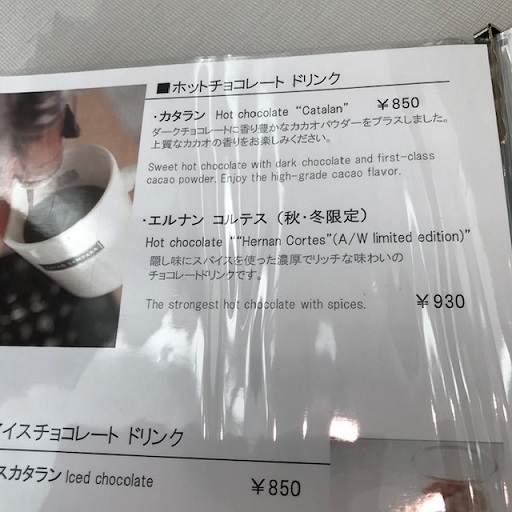 ■ホットチョコレート ドリンク
・カタラン Hot chocolate “Catalan” ￥850
ダークチョコレートに香り豊かなカカオパウダーをプラスしました。
上質なカカオの香りをお楽しみください。
Sweet hot chocolate with dark chocolate and first-class
cacao powder. Enjoy the high-grade cacao flavor.
・エルナン コルテス（秋・冬限定）
Hot chocolate ““Hernan Cortes”(A/W limited edition)”
隠し味にスパイスを使った濃厚でリッチな味わいの
チョコレートドリンクです。
The strongest hot chocolate with spices. ￥930
アイスチョコレート ドリンク
スカタラン Iced chocolate ￥850